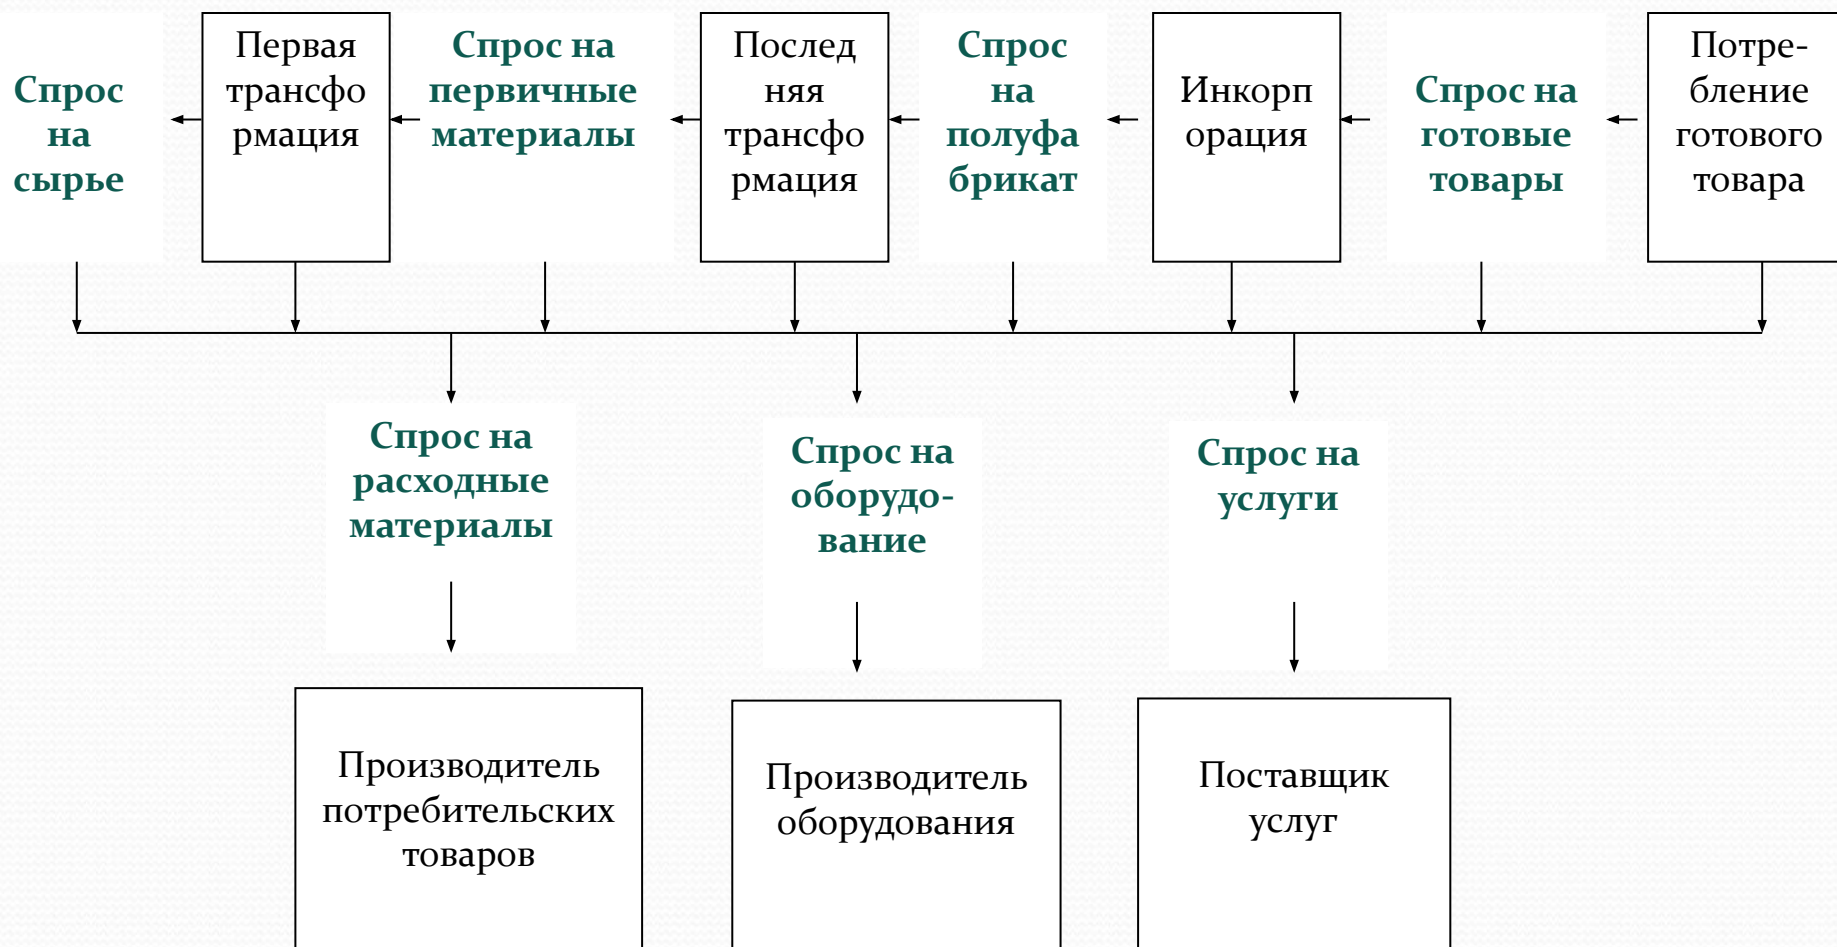 Спрос
на
сырье
Первая
трансфо
рмация
Спрос на
первичные
материалы
Послед
няя
трансфо
рмация
Спрос
на
полуфа
брикат
Инкорп
орация
Спрос на
готовые
товары
Потре-
бление
готового
товара
Спрос на
расходные
материалы
Спрос на
оборудо-
вание
Спрос на
услуги
Производитель
потребительских
товаров
Производитель
оборудования
Поставщик
услуг